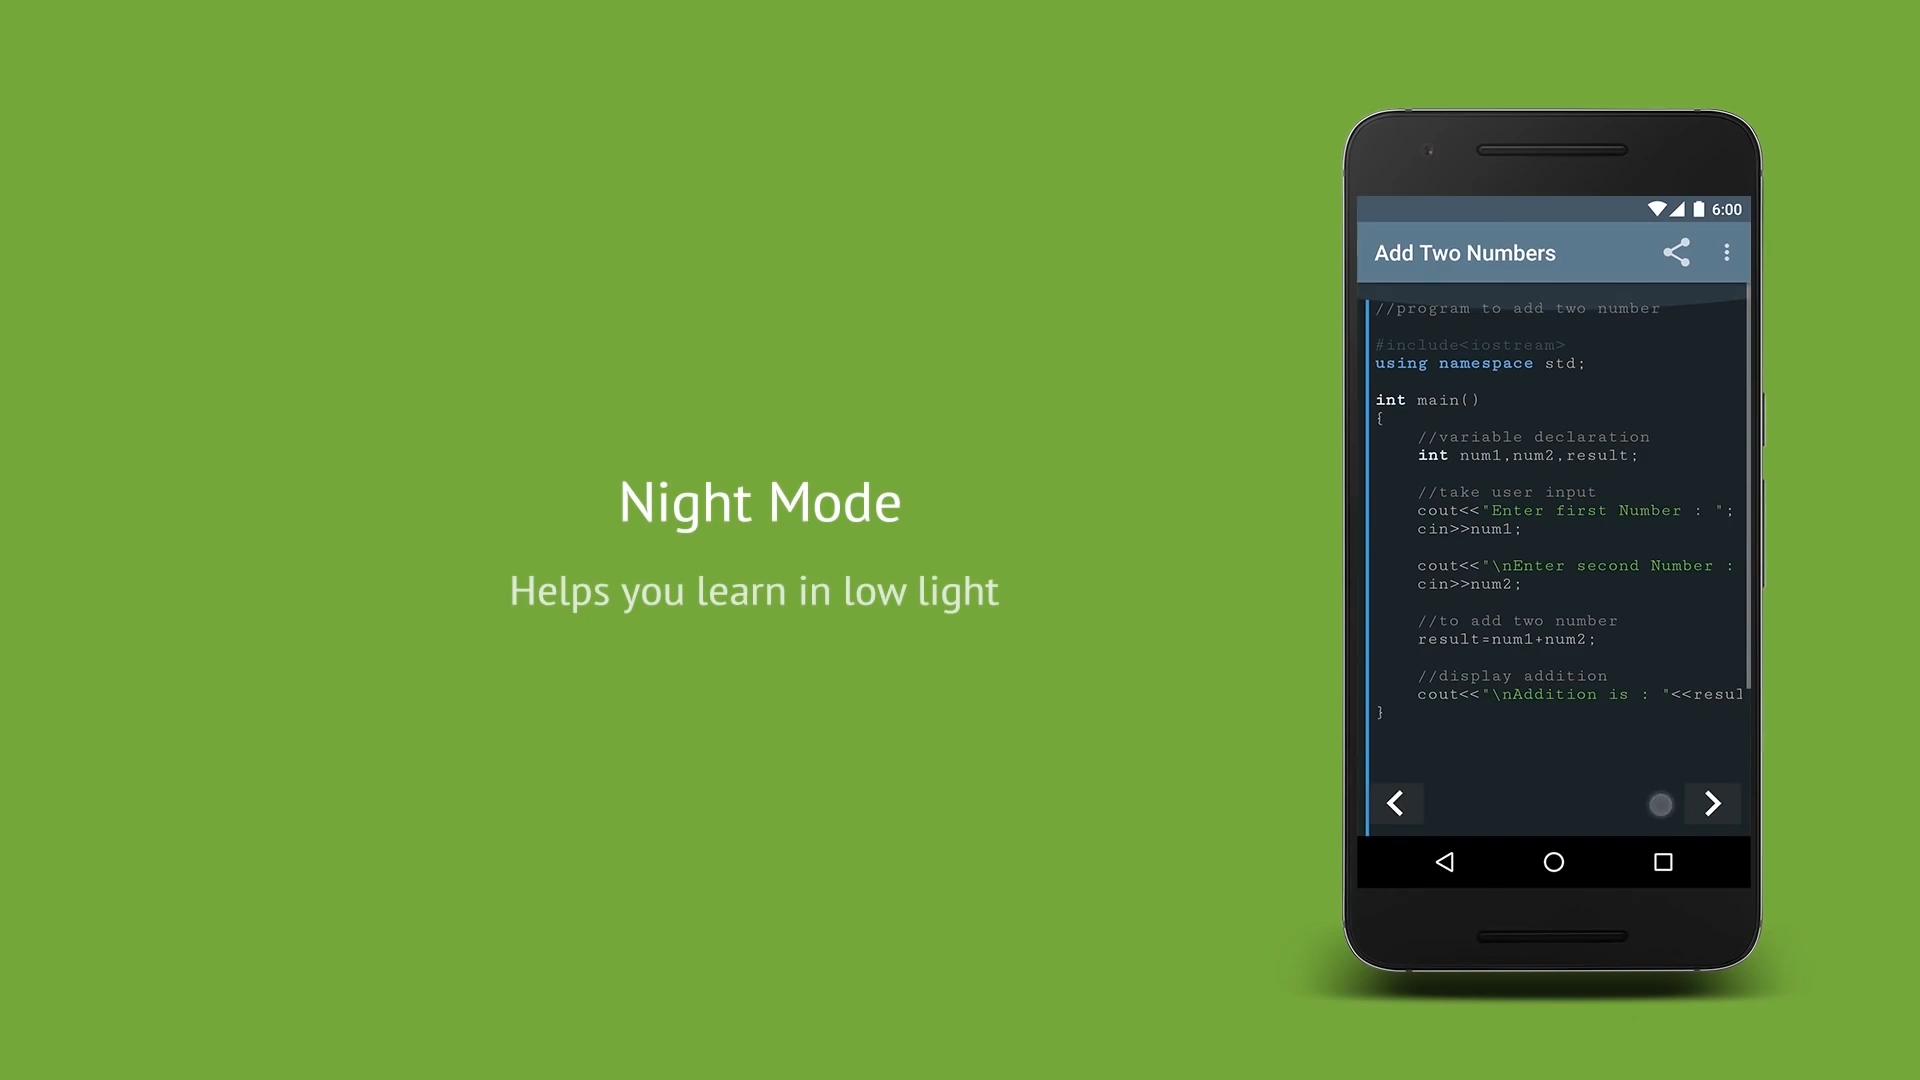 Night Mode
Helps you learn in low light
6:00
Add Two Numbers
//program to add two number
#include<iostream>
using namespace std;
int main()
{
//variable declaration
int num1,num2,result;
//take user input
cout<<"Enter first Number : ";
cin>>num1;
cout<<"\nEnter second Number :
cin>>num2;
//to add two number
result=num1+num2;
//display addition
cout<<"\nAddition is : "<<resul
}